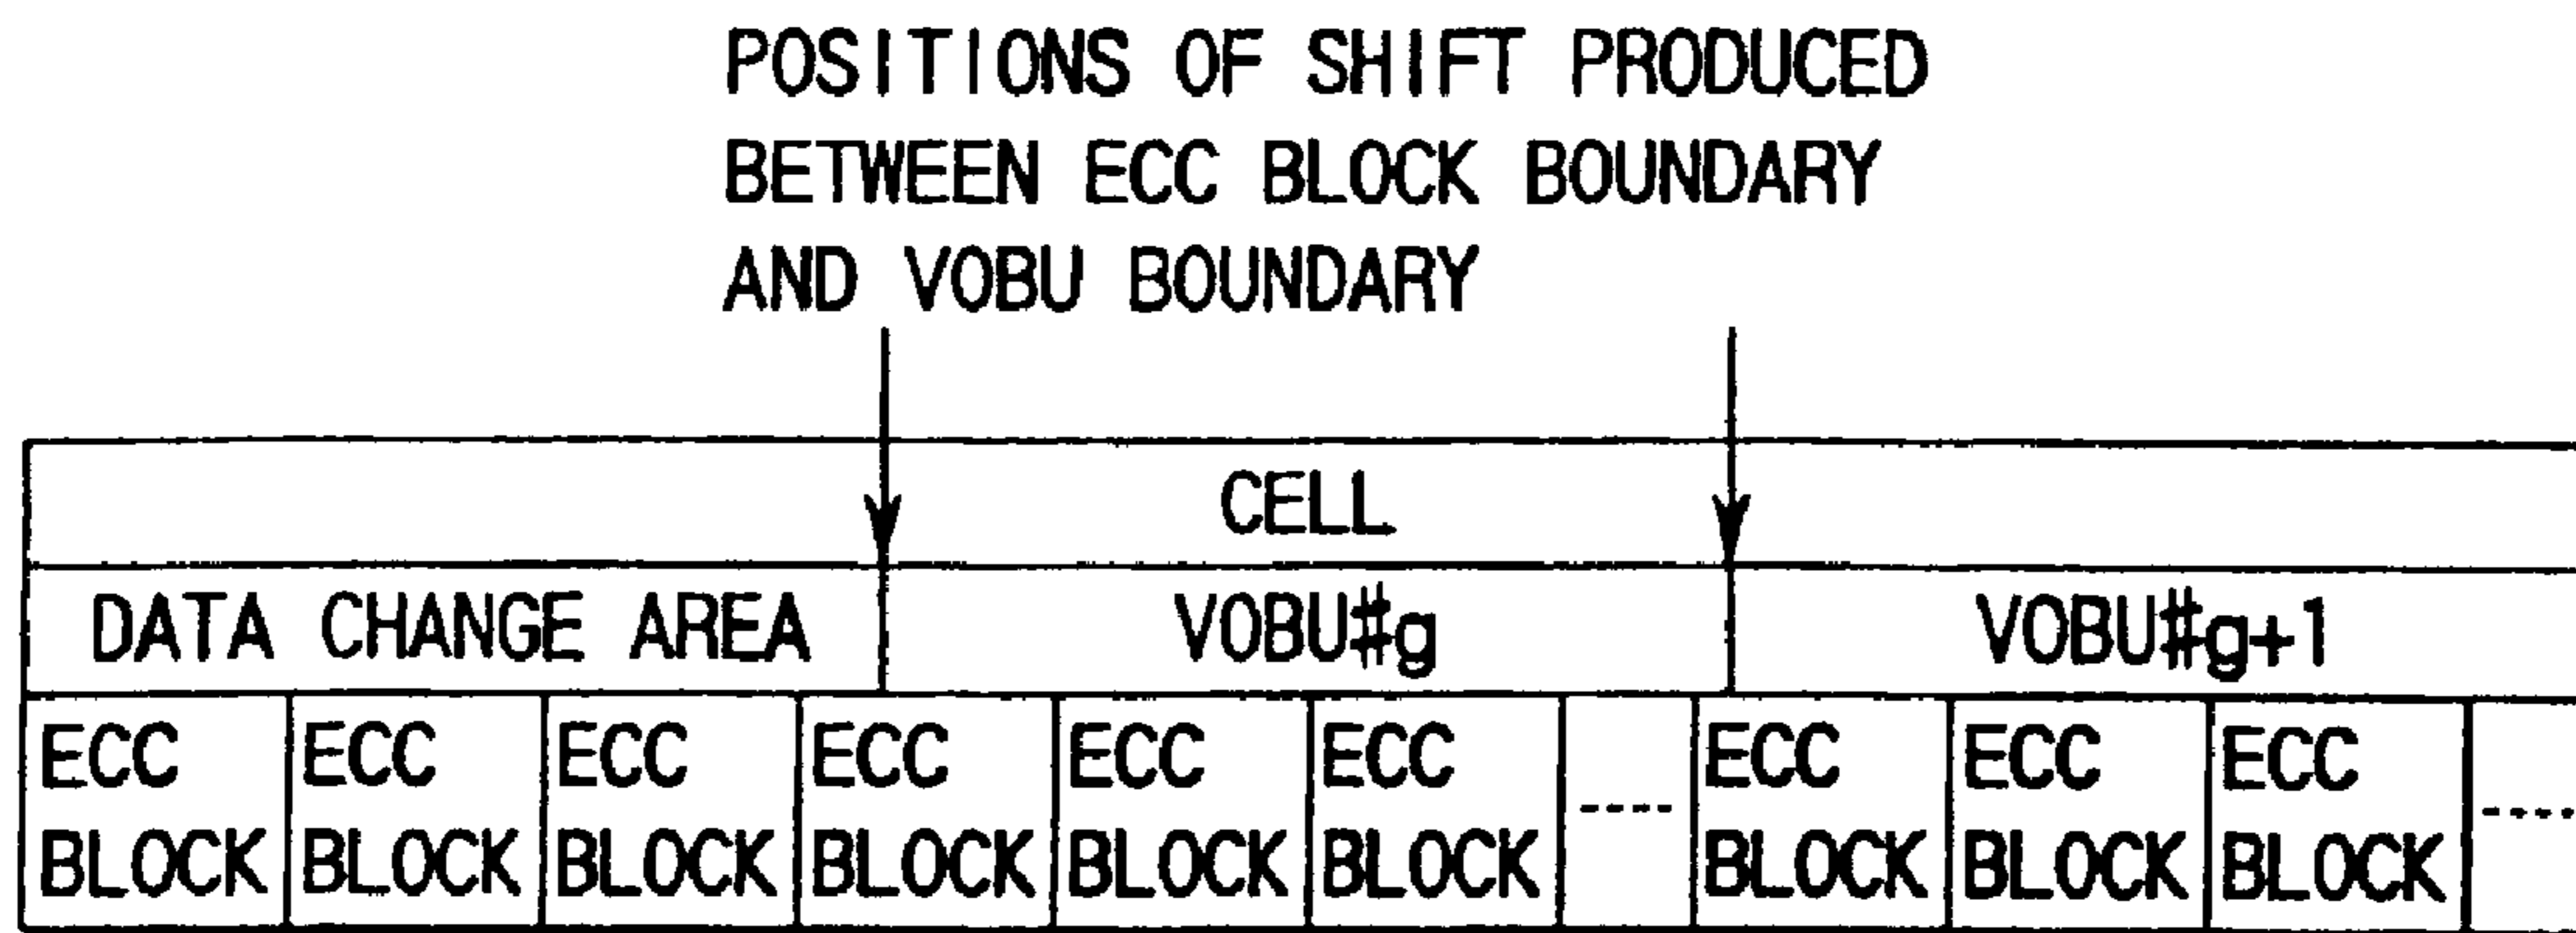 POSITIONS OF SHIFT PRODUCED
BETWEEN ECC BLOCK BOUNDARY
AND VOBU BOUNDARY
CELL
DATA CHANGE AREA VOBU#g VOBU#g+1
ECC ECC ECC ECC ECC ECC ---- ECC ECC ECC ----
BLOCK BLOCK BLOCK BLOCK BLOCK BLOCK BLOCK BLOCK BLOCK